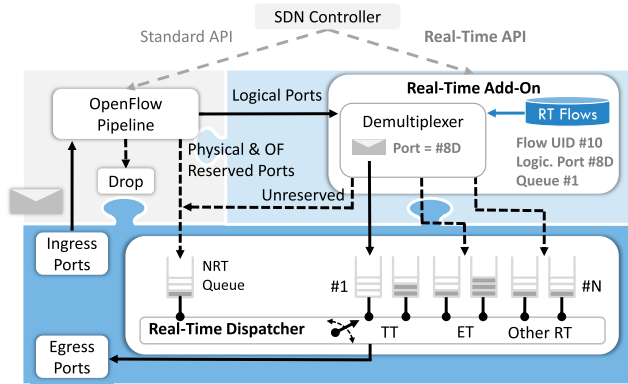 SDN Controller
Standard API
Real-Time API
OpenFlow
Pipeline
Logical Ports
Real-Time Add-On
Demultiplexer
Port = #8D
RT Flows
Flow UID #10
Logic. Port #8D
Queue #1
Physical & OF
Reserved Ports
Drop
Unreserved
Ingress
Ports
NRT
Queue
#1
#N
Real-Time Dispatcher
TT
ET
Other RT
Egress
Ports